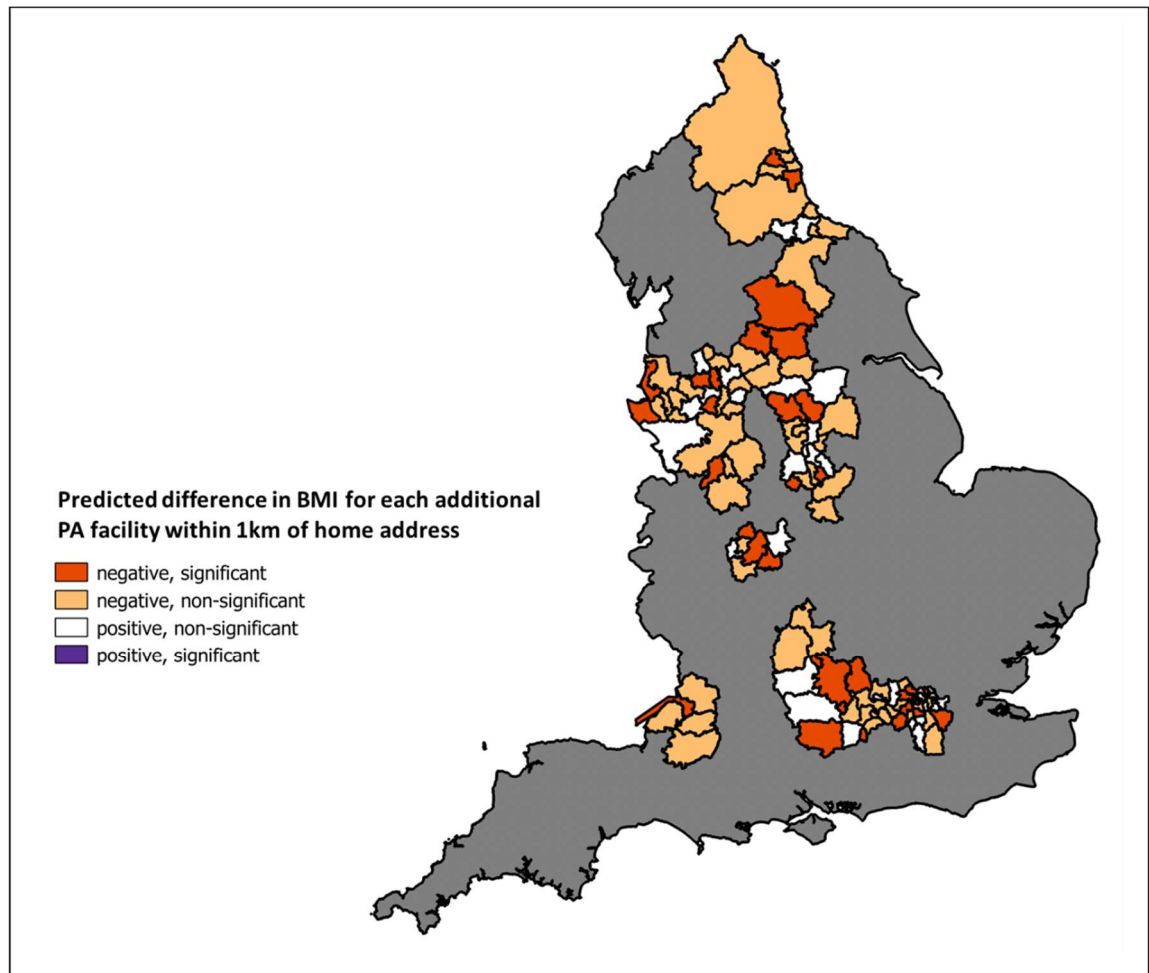 Predicted difference in BMI for each additional
PA facility within 1km of home address
negative, significant
negative, non-significant
positive, non-significant
positive, significant